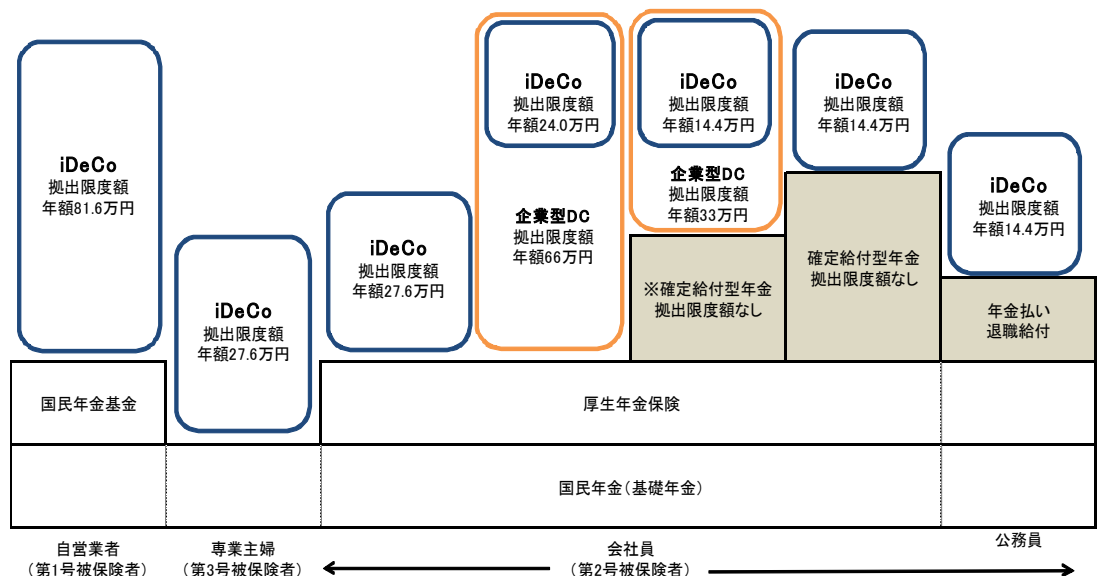 iDeCo
拠出限度額
年額81.6万円
国民年金基金
iDeCo
拠出限度額
年額27.6万円
iDeCo
拠出限度額
年額27.6万円
iDeCo
拠出限度額
年額24.0万円
企業型DC
拠出限度額
年額66万円
iDeCo
拠出限度額
年額14.4万円
企業型DC
拠出限度額
年額33万円
※確定給付型年金
拠出限度額なし
iDeCo
拠出限度額
年額14.4万円
確定給付型年金
拠出限度額なし
iDeCo
拠出限度額
年額14.4万円
年金払い
退職給付
厚生年金保険
国民年金(基礎年金)
自営業者
(第1号被保険者)
専業主婦
(第3号被保険者)
会社員
(第2号被保険者)
公務員